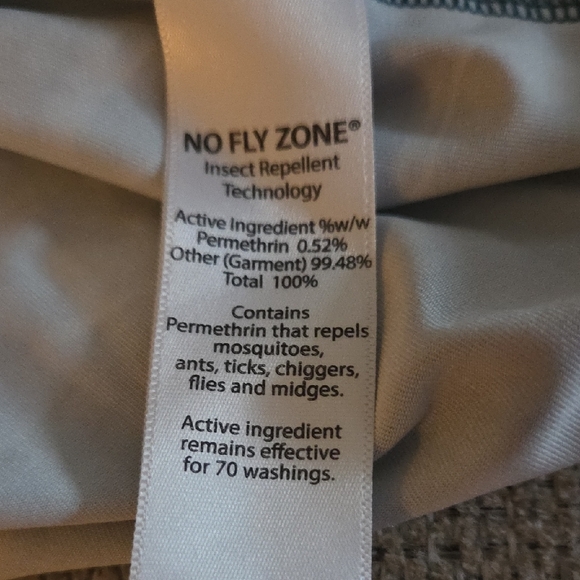 NO FLY ZONE®
Insect Repellent
Technology
Active Ingredient %w/w
Permethrin 0.52%
Other (Garment) 99.48%
Total 100%
Contains
Permethrin that repels
mosquitoes,
ants, ticks, chiggers,
flies and midges.
Active ingredient
remains effective
for 70 washings.